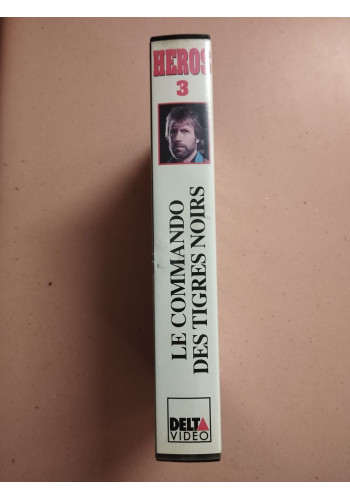 HEROS
3
LE COMMANDO
DES TIGRES NOIRS
DELTA
VIDEO